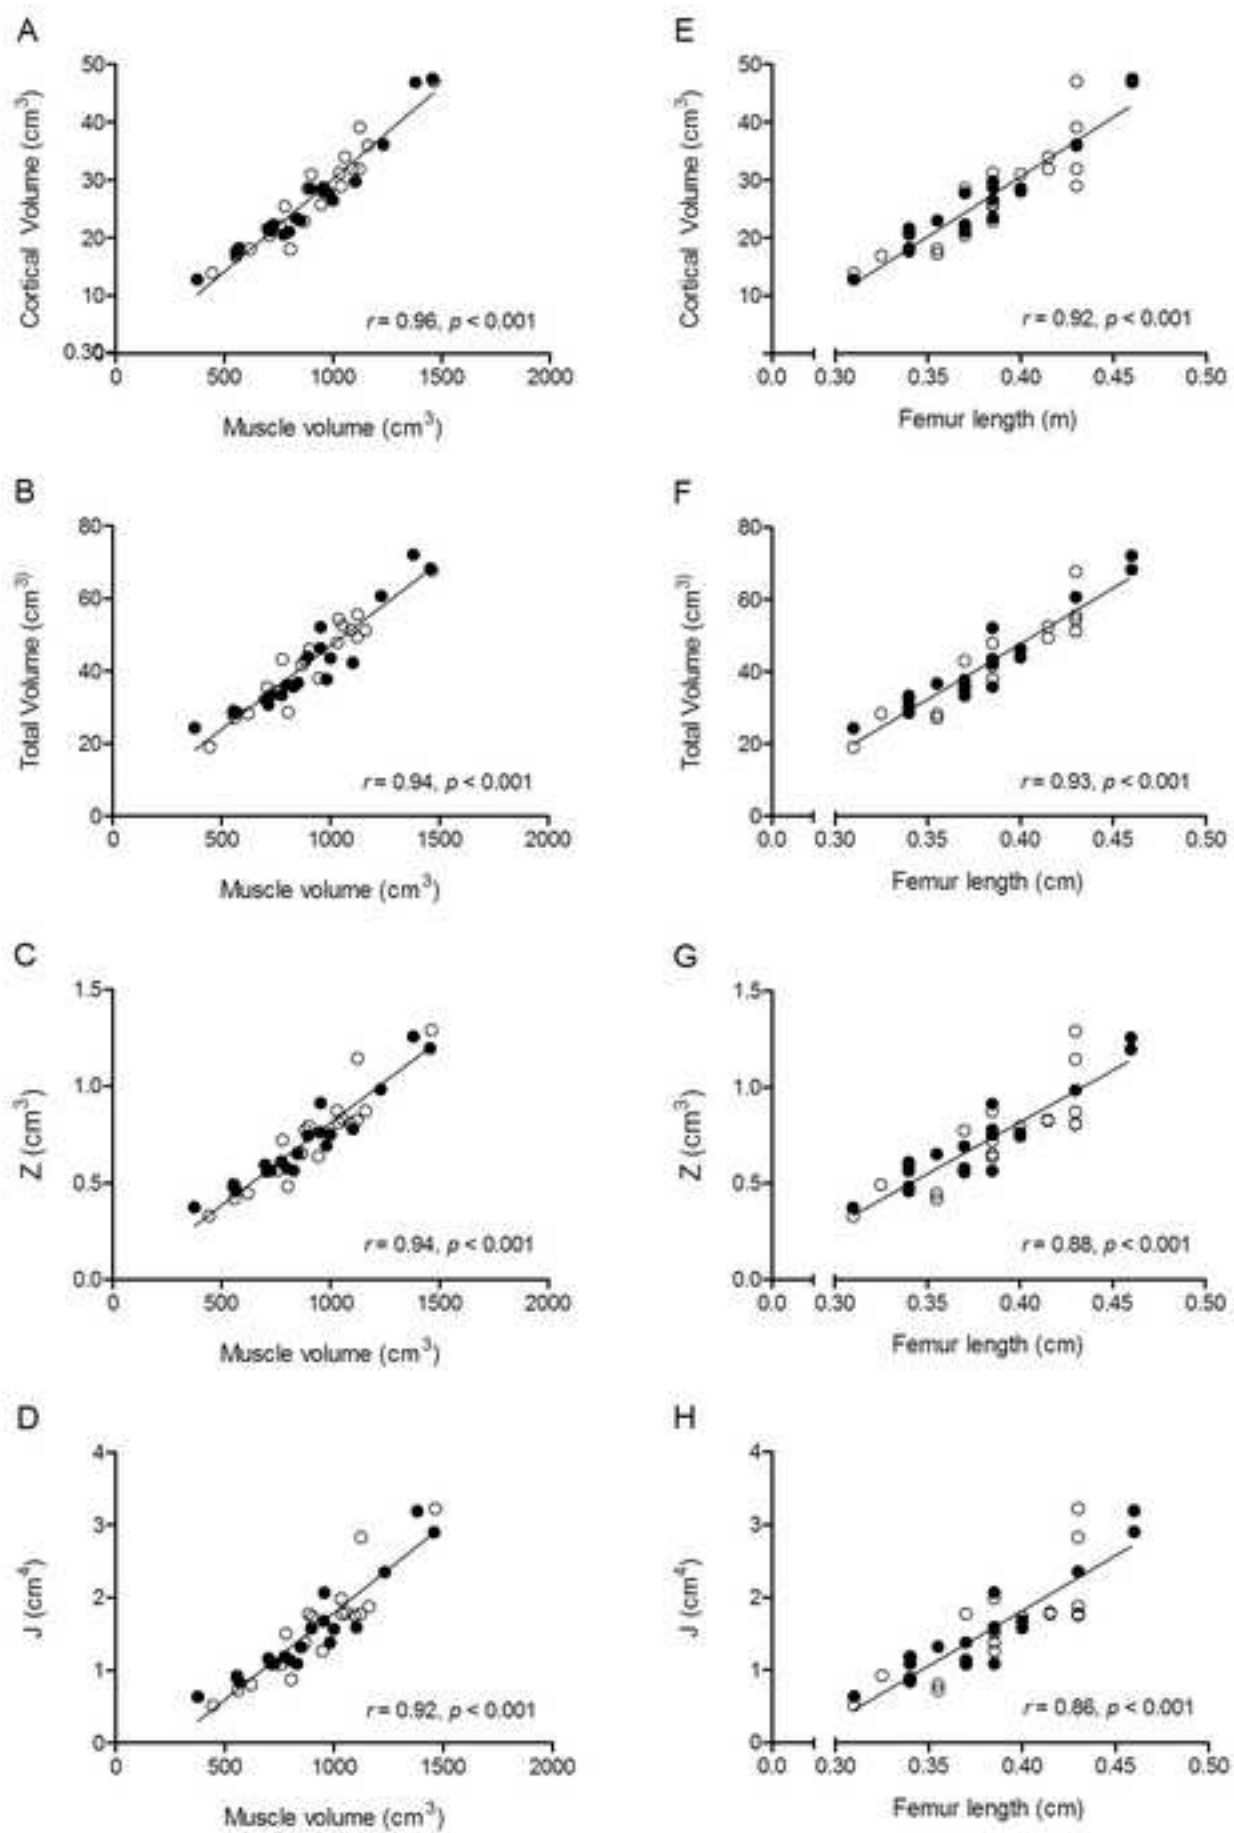 A
Cortical Volume (cm³)
50
40
30
20
10
0.30
r = 0.96, p < 0.001
0 500 1000 1500 2000
Muscle volume (cm³)
E
Cortical Volume (cm³)
50
40
30
20
10
r = 0.92, p < 0.001
0.0 0.30 0.35 0.40 0.45 0.50
Femur length (m)
B
Total Volume (cm³)
80
60
40
20
0
r = 0.94, p < 0.001
0 500 1000 1500 2000
Muscle volume (cm³)
F
Total Volume (cm³)
80
60
40
20
0
r = 0.93, p < 0.001
0.0 0.30 0.35 0.40 0.45 0.50
Femur length (cm)
C
Z (cm³)
1.5
1.0
0.5
0.0
r = 0.94, p < 0.001
0 500 1000 1500 2000
Muscle volume (cm³)
G
Z (cm³)
1.5
1.0
0.5
0.0
r = 0.88, p < 0.001
0.0 0.30 0.35 0.40 0.45 0.50
Femur length (cm)
D
J (cm⁴)
4
3
2
1
0
r = 0.92, p < 0.001
0 500 1000 1500 2000
Muscle volume (cm³)
H
J (cm⁴)
4
3
2
1
0
r = 0.86, p < 0.001
0.0 0.30 0.35 0.40 0.45 0.50
Femur length (cm)